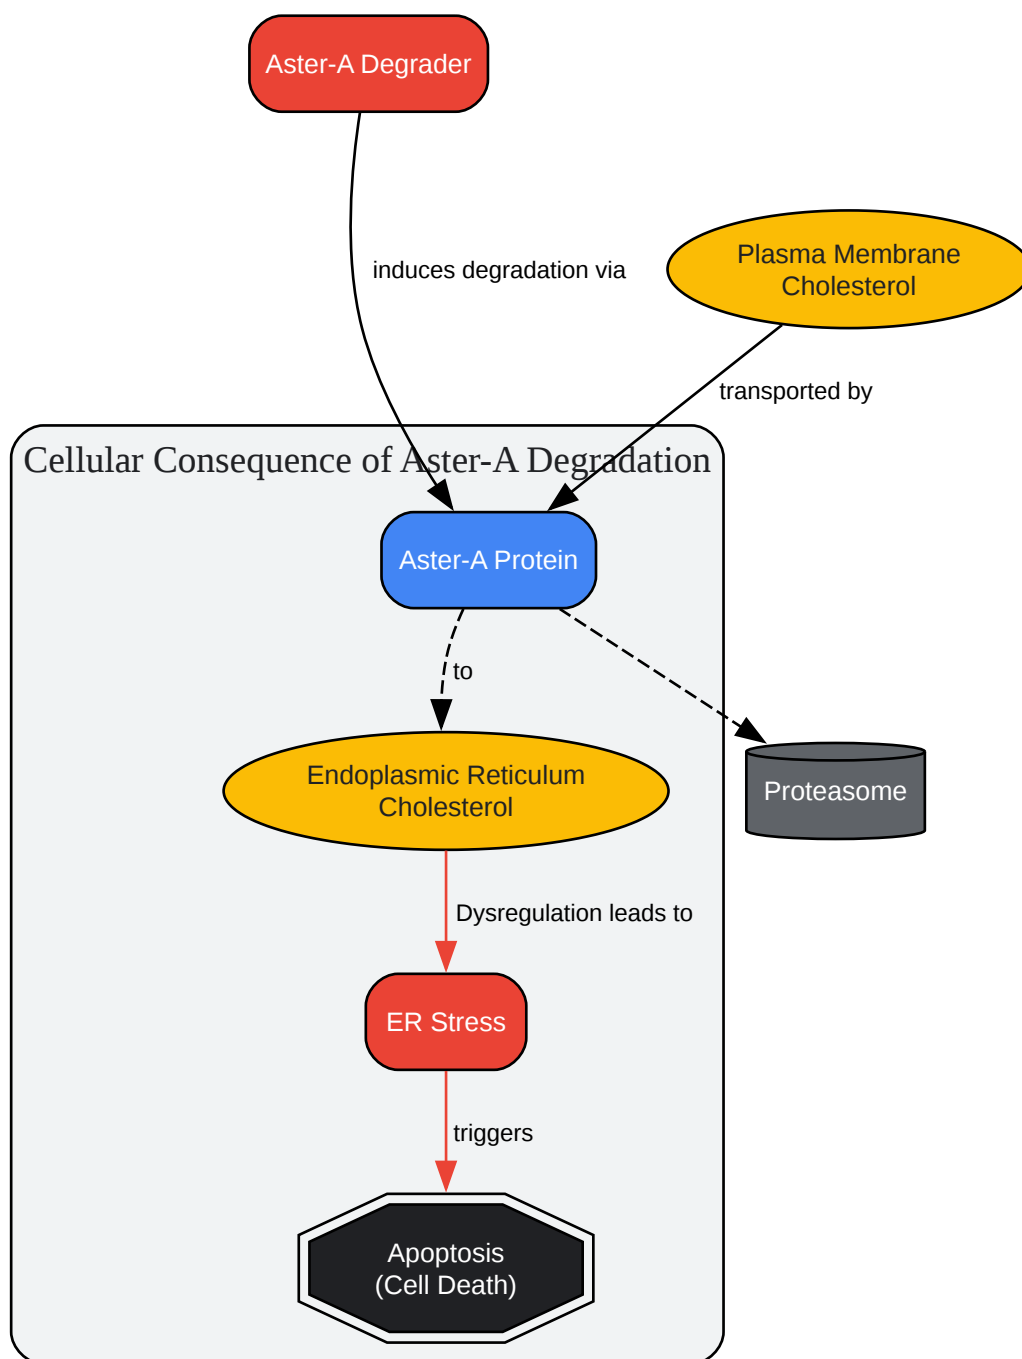 Aster-A Degrader
induces degradation via
Plasma Membrane
Cholesterol
transported by
Cellular Consequence of Aster-A Degradation
Aster-A Protein
to
Endoplasmic Reticulum
Cholesterol
Proteasome
Dysregulation leads to
ER Stress
triggers
Apoptosis
(Cell Death)